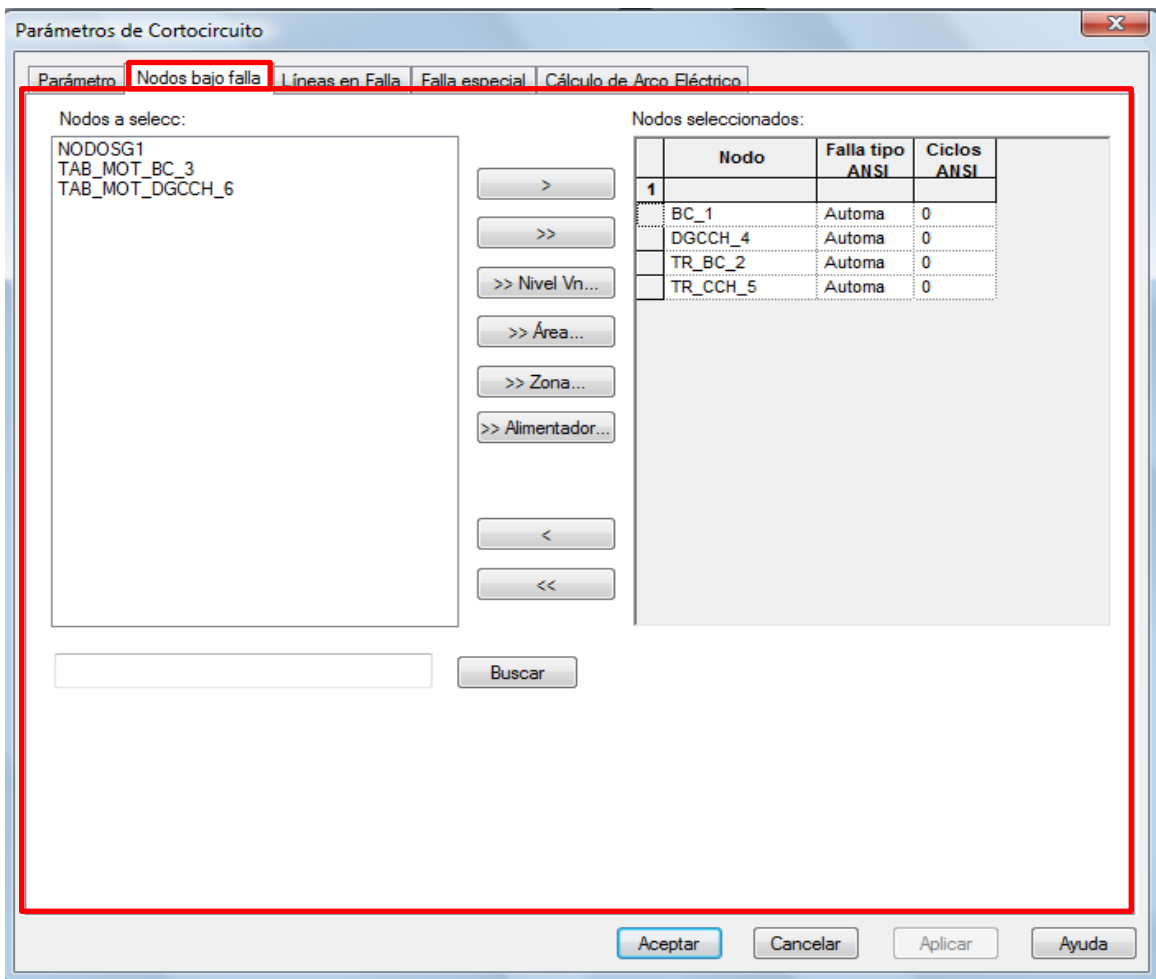 Parámetros de Cortocircuito
X
Parámetro Nodos bajo falla Líneas en Falla Falla especial Cálculo de Arco Eléctrico
Nodos a selecc:
NODOSG1
TAB_MOT_BC_3
TAB_MOT_DGCCH_6
>
>>
>> Nivel Vn...
>> Área...
>> Zona...
>> Alimentador...
<
<<
Nodos seleccionados:
Nodo Falla tipo ANSI Ciclos ANSI
1
BC_1 Automa 0
DGCCH_4 Automa 0
TR_BC_2 Automa 0
TR_CCH_5 Automa 0
Buscar
Aceptar Cancelar Aplicar Ayuda